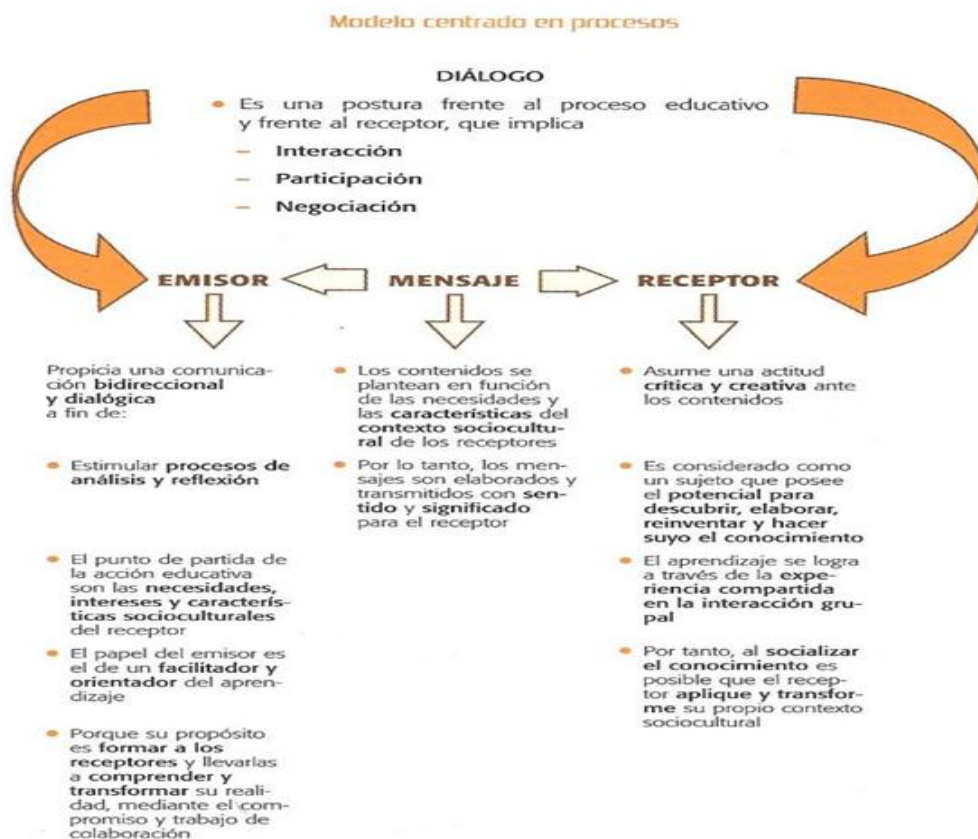 Modelo centrado en procesos
DIÁLOGO
• Es una postura frente al proceso educativo
y frente al receptor, que implica
– Interacción
– Participación
– Negociación
EMISOR
MENSAJE
RECEPTOR
Propicia una comunica-
ción bidireccional
y dialógica
a fin de:
• Estimular procesos de
análisis y reflexión
• El punto de partida de
la acción educativa
son las necesidades,
intereses y caracterís-
ticas socioculturales
del receptor
• El papel del emisor es
el de un facilitador y
orientador del apren-
dizaje
• Porque su propósito
es formar a los
receptores y llevarlas
a comprender y
transformar su reali-
dad, mediante el com-
promiso y trabajo de
colaboración
• Los contenidos se
plantean en función
de las necesidades y
las características del
contexto sociocultu-
ral de los receptores
• Por lo tanto, los men-
sajes son elaborados y
transmitidos con sen-
tido y significado
para el receptor
• Asume una actitud
crítica y creativa ante
los contenidos
• Es considerado como
un sujeto que posee
el potencial para
descubrir, elaborar,
reinventar y hacer
suyo el conocimiento
• El aprendizaje se logra
a través de la expe-
riencia compartida
en la interacción gru-
pal
• Por tanto, al socializar
el conocimiento es
posible que el recep-
tor aplique y transfor-
me su propio contexto
sociocultural